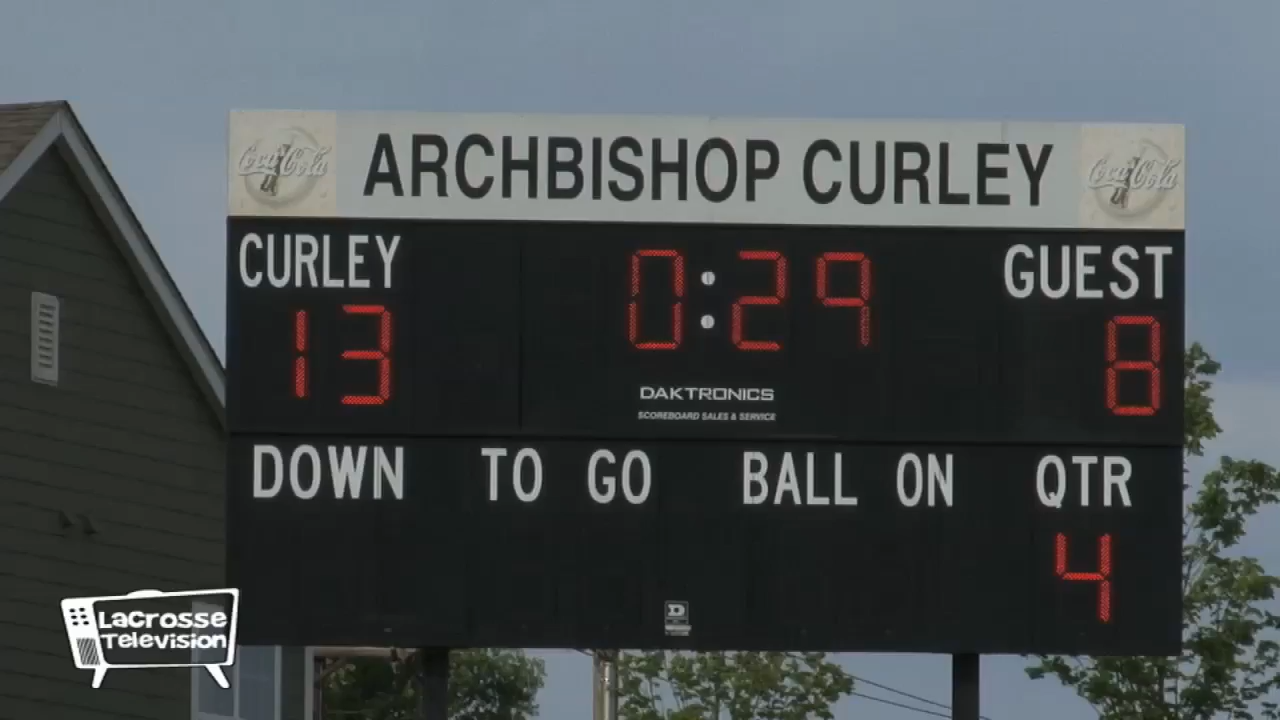 Coca-Cola ARCHBISHOP CURLEY Coca-Cola
CURLEY 0:29 GUEST
13 8
DAKTRONICS
SCOREBOARD SALES & SERVICE
DOWN TO GO BALL ON QTR
4
D
LaCrosse
Television